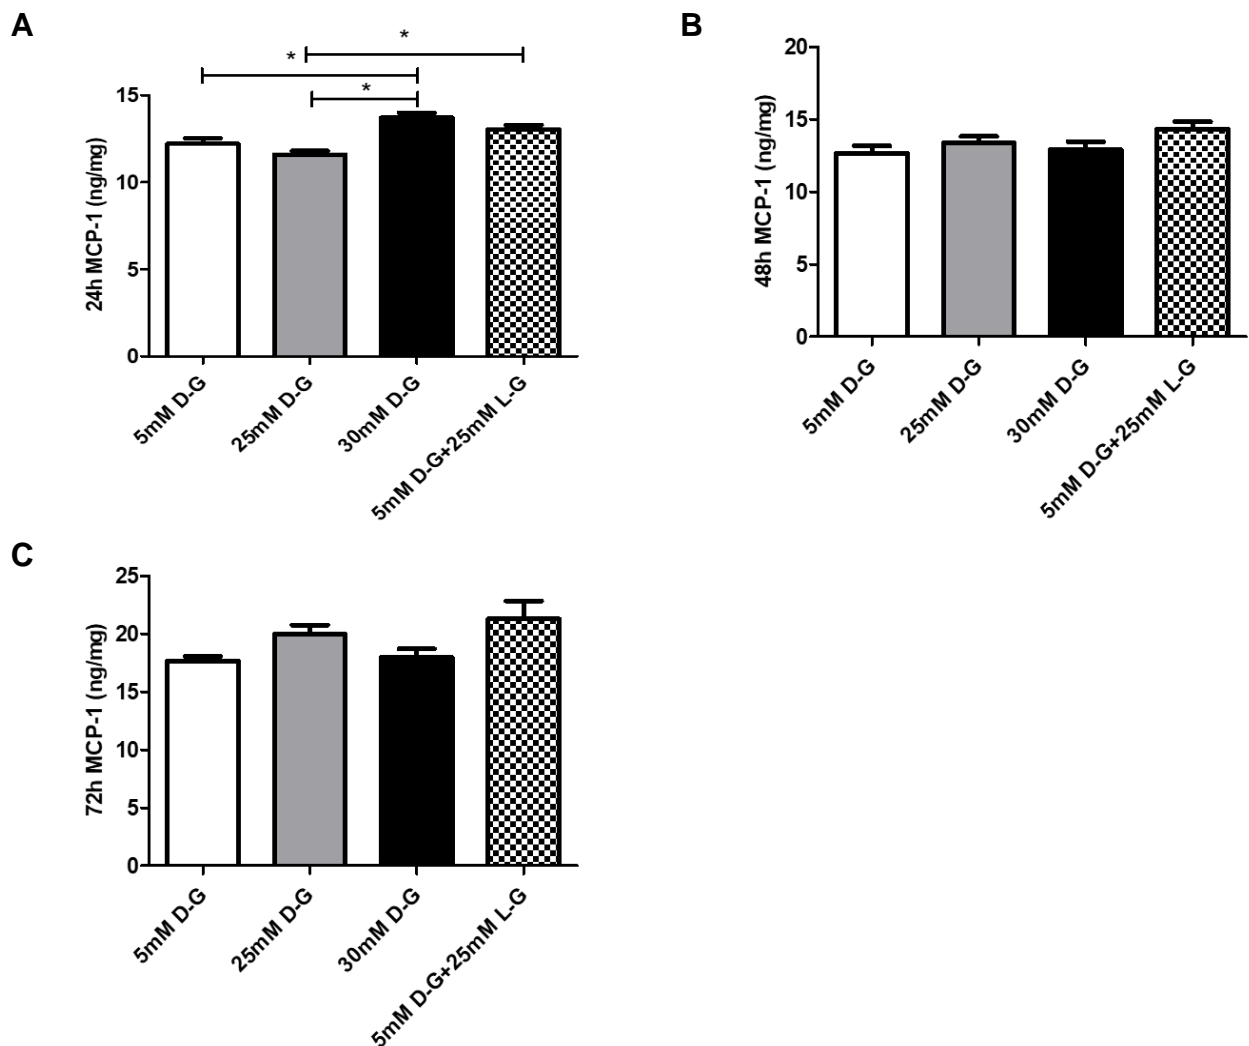 A
*
*
*
24h MCP-1 (ng/mg)
15
10
5
0
5mM D-G
25mM D-G
30mM D-G
5mM D-G+25mM L-G
B
48h MCP-1 (ng/mg)
20
15
10
5
0
5mM D-G
25mM D-G
30mM D-G
5mM D-G+25mM L-G
C
72h MCP-1 (ng/mg)
25
20
15
10
5
0
5mM D-G
25mM D-G
30mM D-G
5mM D-G+25mM L-G